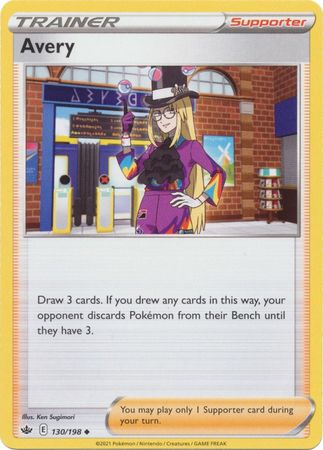 TRAINER Supporter
Avery
Draw 3 cards. If you drew any cards in this way, your
opponent discards Pokémon from their Bench until
they have 3.
Illus. Ken Sugimori
E 130/198
You may play only 1 Supporter card during
your turn.
©2021 Pokémon / Nintendo / Creatures / GAME FREAK